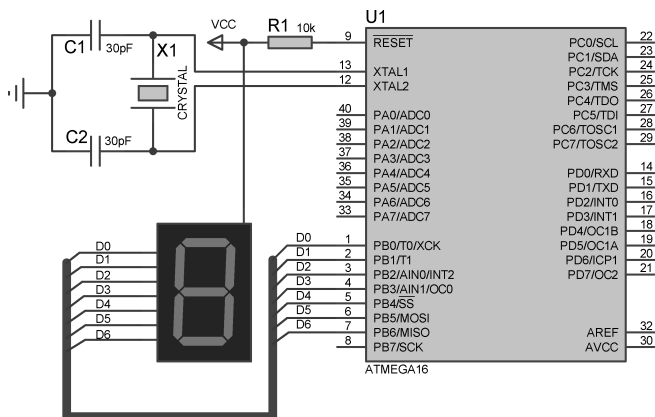 U1
VCC
R1 10k
C1
30pF
X1
CRYSTAL
C2
30pF
9 RESET
13 XTAL1
12 XTAL2
40 PA0/ADC0
39 PA1/ADC1
38 PA2/ADC2
37 PA3/ADC3
36 PA4/ADC4
35 PA5/ADC5
34 PA6/ADC6
33 PA7/ADC7
D0 1 PB0/T0/XCK
D1 2 PB1/T1
D2 3 PB2/AIN0/INT2
D3 4 PB3/AIN1/OC0
D4 5 PB4/SS
D5 6 PB5/MOSI
D6 7 PB6/MISO
8 PB7/SCK
PC0/SCL 22
PC1/SDA 23
PC2/TCK 24
PC3/TMS 25
PC4/TDO 26
PC5/TDI 27
PC6/TOSC1 28
PC7/TOSC2 29
PD0/RXD 14
PD1/TXD 15
PD2/INT0 16
PD3/INT1 17
PD4/OC1B 18
PD5/OC1A 19
PD6/ICP1 20
PD7/OC2 21
AREF 32
AVCC 30
ATMEGA16
D0
D1
D2
D3
D4
D5
D6